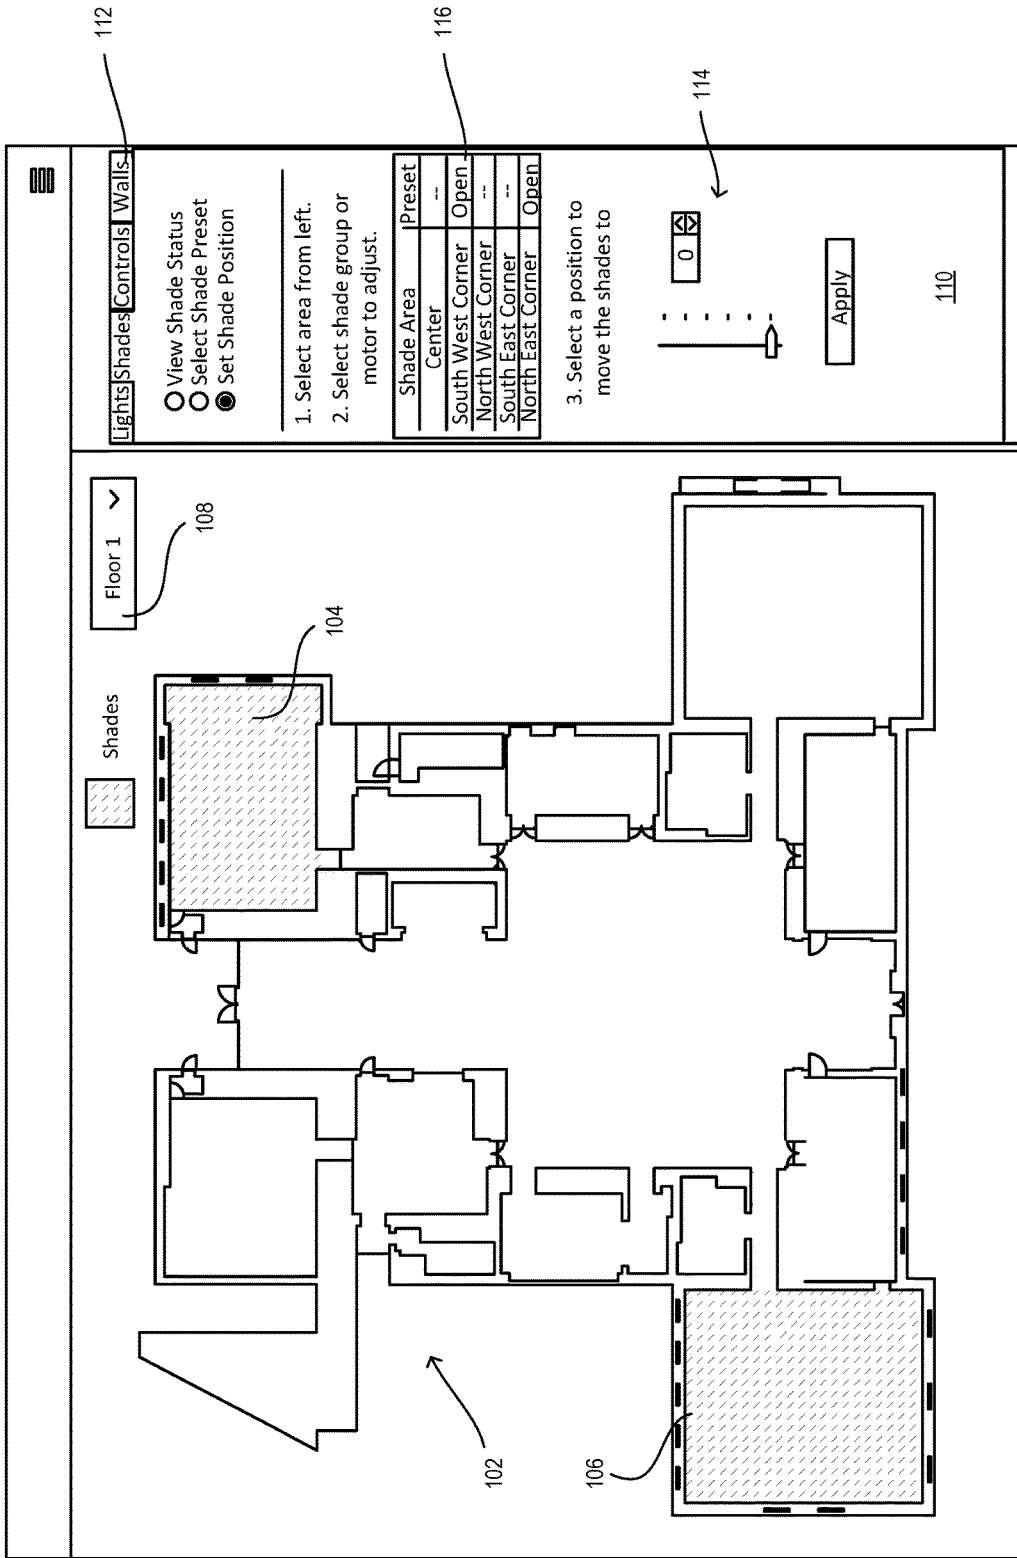 Shades
Floor 1
108
104
102
106
Lights Shades Controls Walls
112
View Shade Status
Select Shade Preset
Set Shade Position
1. Select area from left.
2. Select shade group or
motor to adjust.
Shade Area Preset
Center --
South West Corner Open
North West Corner --
South East Corner --
North East Corner Open
116
3. Select a position to
move the shades to
0
114
Apply
110